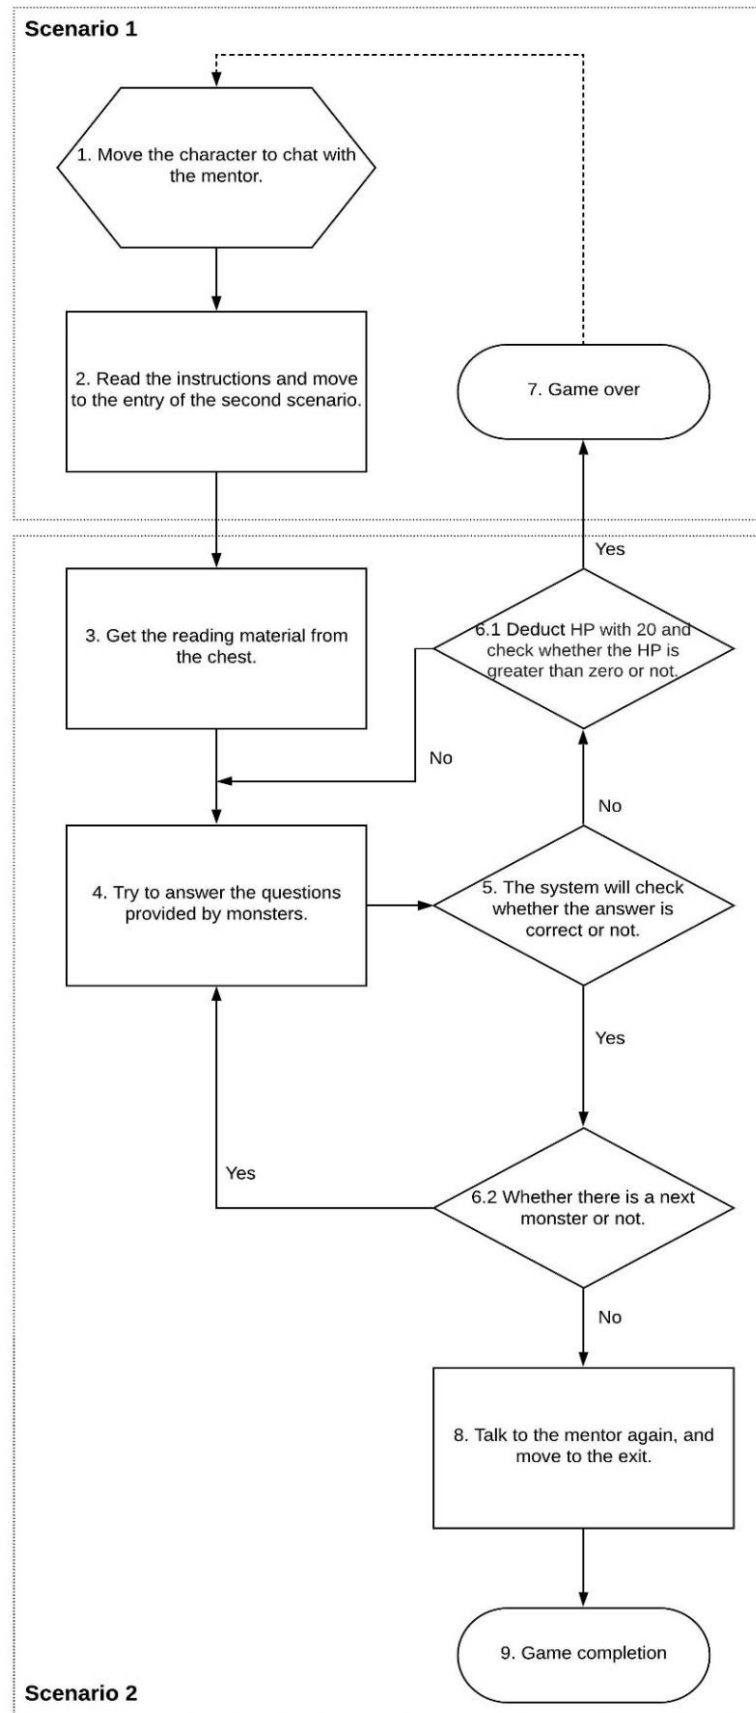 Scenario 1
1. Move the character to chat with
the mentor.
2. Read the instructions and move
to the entry of the second scenario.
7. Game over
Yes
3. Get the reading material from
the chest.
6.1 Deduct HP with 20 and
check whether the HP is
greater than zero or not.
No
No
4. Try to answer the questions
provided by monsters.
5. The system will check
whether the answer is
correct or not.
Yes
Yes
6.2 Whether there is a next
monster or not.
No
8. Talk to the mentor again, and
move to the exit.
9. Game completion
Scenario 2